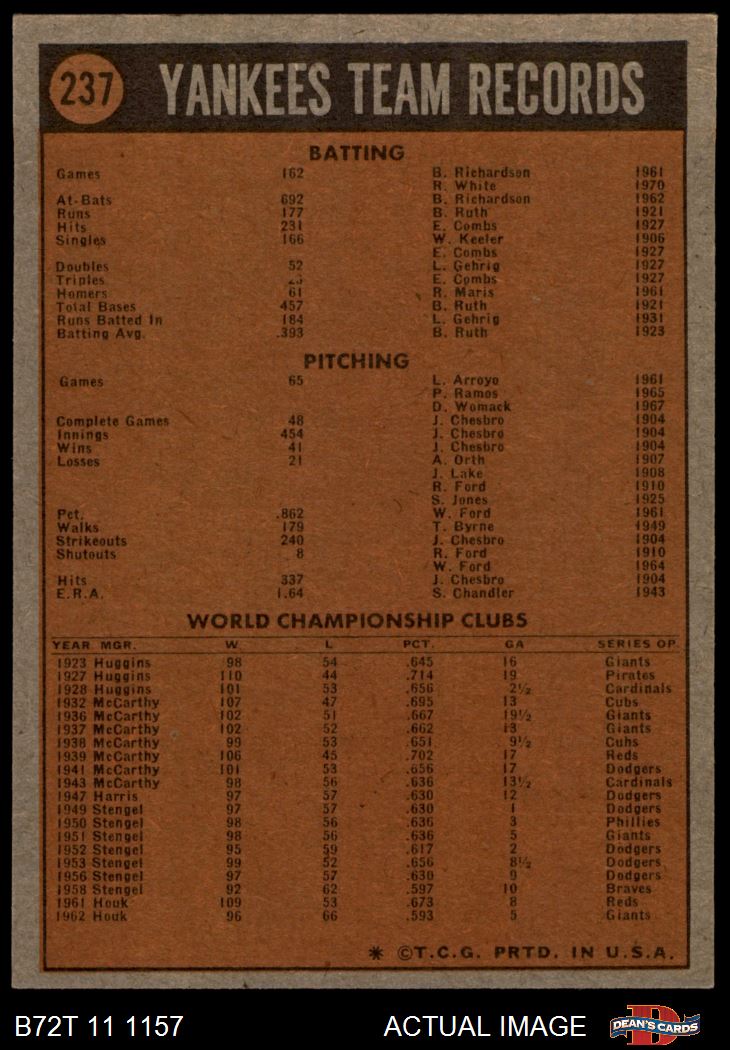 237 YANKEES TEAM RECORDS
BATTING
Games 162 B. Richardson 1961
R. White 1970
At-Bats 692 B. Richardson 1962
Runs 177 B. Ruth 1921
Hits 231 E. Combs 1927
Singles 166 W. Keeler 1906
E. Combs 1927
Doubles 52 L. Gehrig 1927
Triples E. Combs 1927
Homers 61 R. Maris 1961
Total Bases 457 B. Ruth 1921
Runs Batted In 184 L. Gehrig 1931
Batting Avg. .393 B. Ruth 1923
PITCHING
Games 65 L. Arroyo 1961
P. Ramos 1965
D. Womack 1967
Complete Games 48 J. Chesbro 1904
Innings 454 J. Chesbro 1904
Wins 41 J. Chesbro 1904
Losses 21 A. Orth 1907
J. Lake 1908
R. Ford 1910
S. Jones 1925
Pct. .862 W. Ford 1961
Walks 179 T. Byrne 1949
Strikeouts 240 J. Chesbro 1904
Shutouts 8 R. Ford 1910
W. Ford 1964
Hits 337 J. Chesbro 1904
E.R.A. 1.64 S. Chandler 1943
WORLD CHAMPIONSHIP CLUBS
YEAR MGR. W. L PCT. GA SERIES OP.
1923 Huggins 98 54 .645 16 Giants
1927 Huggins 110 44 .714 19 Pirates
1928 Huggins 101 53 .656 2½ Cardinals
1932 McCarthy 107 47 .695 13 Cubs
1936 McCarthy 102 51 .667 19½ Giants
1937 McCarthy 102 52 .662 13 Giants
1938 McCarthy 99 53 .651 9½ Cubs
1939 McCarthy 106 45 .702 17 Reds
1941 McCarthy 101 53 .656 17 Dodgers
1943 McCarthy 98 56 .636 13½ Cardinals
1947 Harris 97 57 .630 12 Dodgers
1949 Stengel 97 57 .630 1 Dodgers
1950 Stengel 98 56 .636 3 Phillies
1951 Stengel 98 56 .636 5 Giants
1952 Stengel 95 59 .617 2 Dodgers
1953 Stengel 99 52 .656 8½ Dodgers
1956 Stengel 97 57 .630 9 Dodgers
1958 Stengel 92 62 .597 10 Braves
1961 Houk 109 53 .673 8 Reds
1962 Houk 96 66 .593 5 Giants
* ©T.C.G. PRTD. IN U.S.A.
B72T 11 1157 ACTUAL IMAGE DEAN'S CARDS